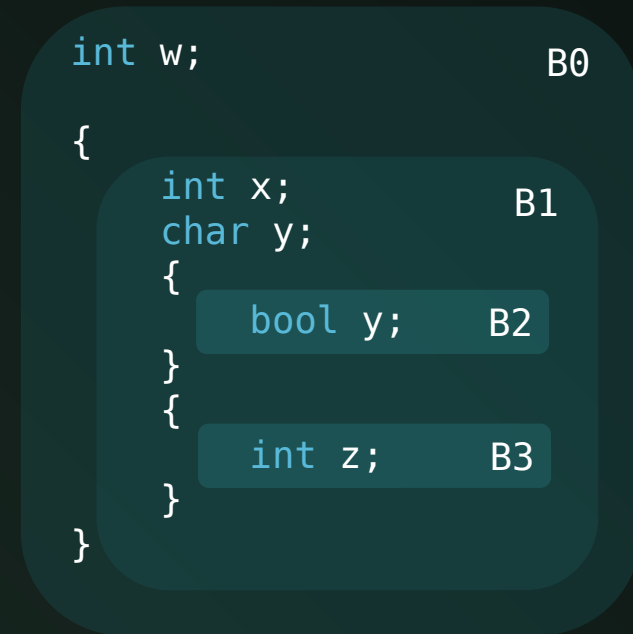 int w; B0
{
int x; B1
char y;
{
bool y; B2
}
{
int z; B3
}
}